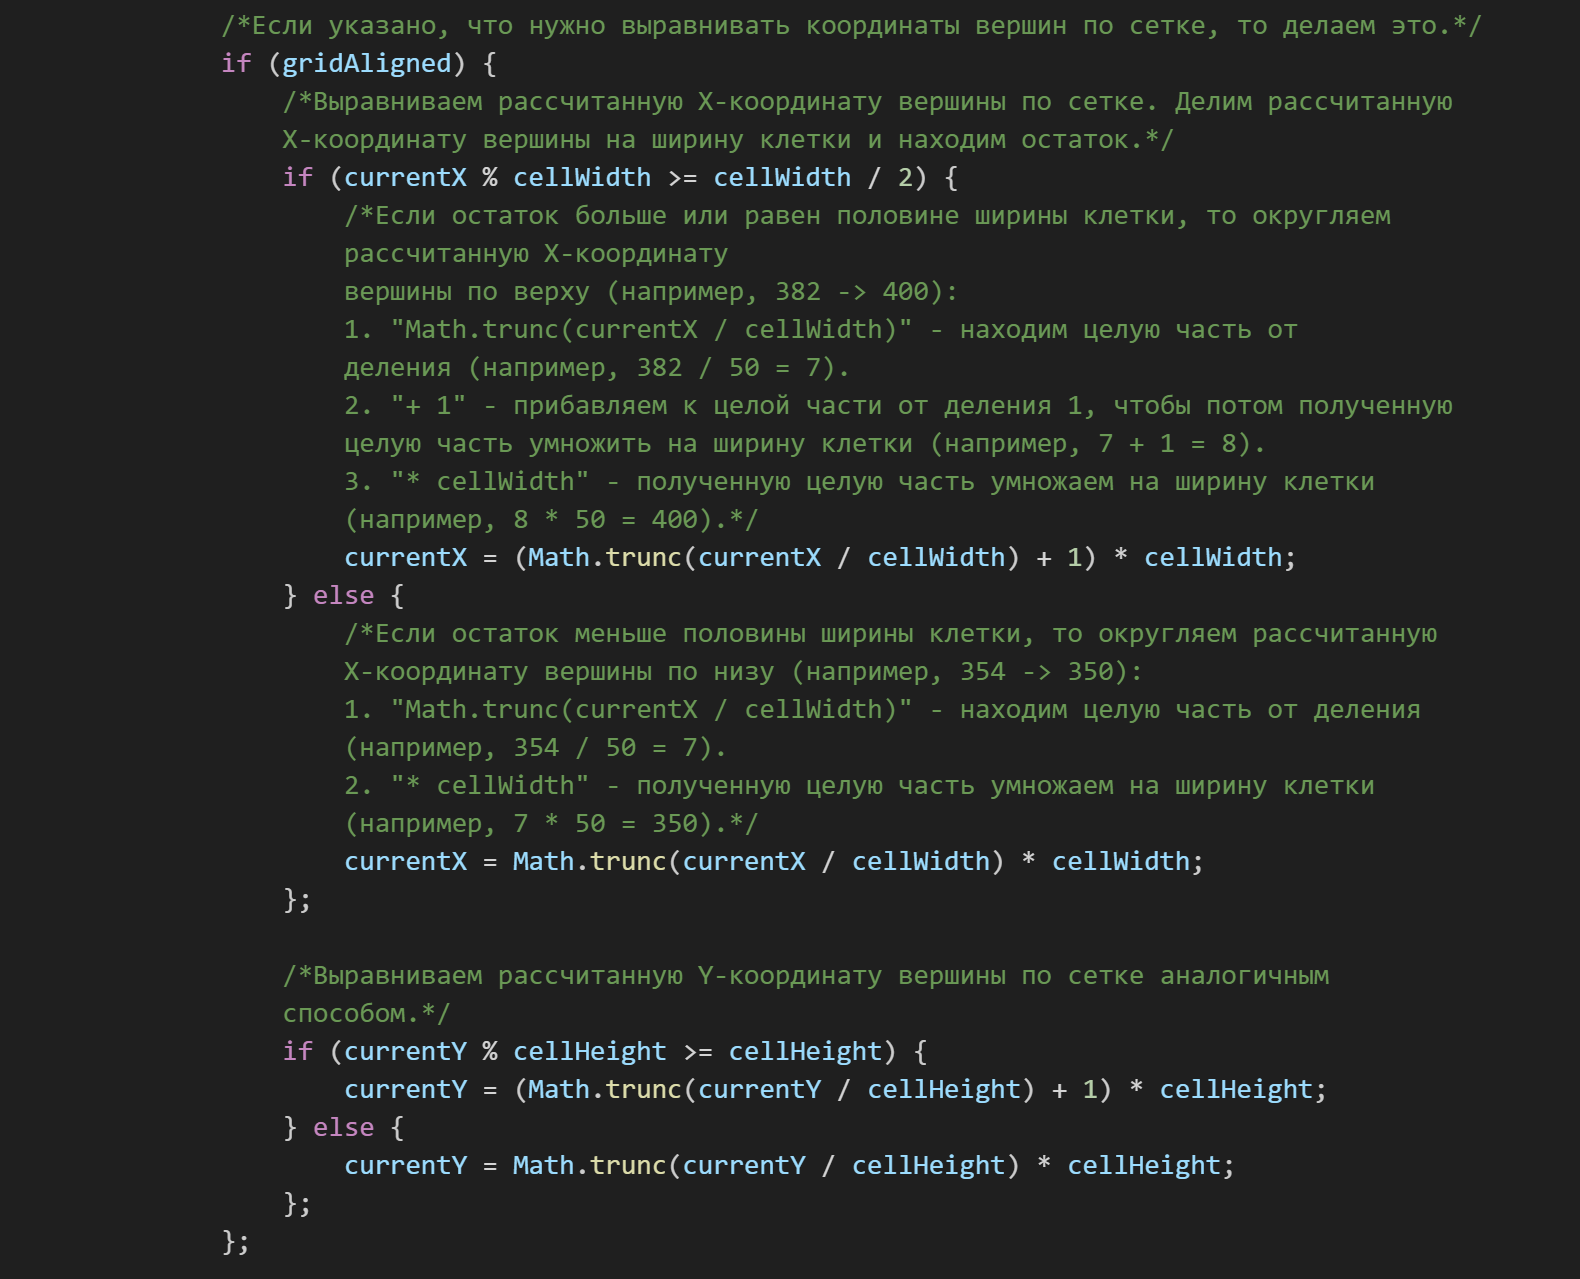 /*Если указано, что нужно выравнивать координаты вершин по сетке, то делаем это.*/
if (gridAligned) {
/*Выравниваем рассчитанную X-координату вершины по сетке. Делим рассчитанную
X-координату вершины на ширину клетки и находим остаток.*/
if (currentX % cellWidth >= cellWidth / 2) {
/*Если остаток больше или равен половине ширины клетки, то округляем
рассчитанную X-координату
вершины по верху (например, 382 -> 400):
1. "Math.trunc(currentX / cellWidth)" - находим целую часть от
деления (например, 382 / 50 = 7).
2. "+ 1" - прибавляем к целой части от деления 1, чтобы потом полученную
целую часть умножить на ширину клетки (например, 7 + 1 = 8).
3. "* cellWidth" - полученную целую часть умножаем на ширину клетки
(например, 8 * 50 = 400).*/
currentX = (Math.trunc(currentX / cellWidth) + 1) * cellWidth;
} else {
/*Если остаток меньше половины ширины клетки, то округляем рассчитанную
X-координату вершины по низу (например, 354 -> 350):
1. "Math.trunc(currentX / cellWidth)" - находим целую часть от деления
(например, 354 / 50 = 7).
2. "* cellWidth" - полученную целую часть умножаем на ширину клетки
(например, 7 * 50 = 350).*/
currentX = Math.trunc(currentX / cellWidth) * cellWidth;
};
/*Выравниваем рассчитанную Y-координату вершины по сетке аналогичным
способом.*/
if (currentY % cellHeight >= cellHeight) {
currentY = (Math.trunc(currentY / cellHeight) + 1) * cellHeight;
} else {
currentY = Math.trunc(currentY / cellHeight) * cellHeight;
};
};